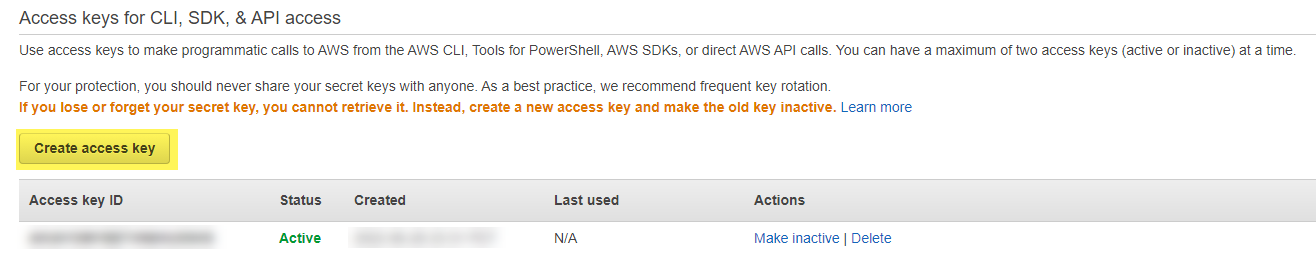 Access keys for CLI, SDK, & API access
Use access keys to make programmatic calls to AWS from the AWS CLI, Tools for PowerShell, AWS SDKs, or direct AWS API calls. You can have a maximum of two access keys (active or inactive) at a time.
For your protection, you should never share your secret keys with anyone. As a best practice, we recommend frequent key rotation.
If you lose or forget your secret key, you cannot retrieve it. Instead, create a new access key and make the old key inactive. Learn more
Create access key
Access key ID Status Created Last used Actions
Active N/A Make inactive | Delete